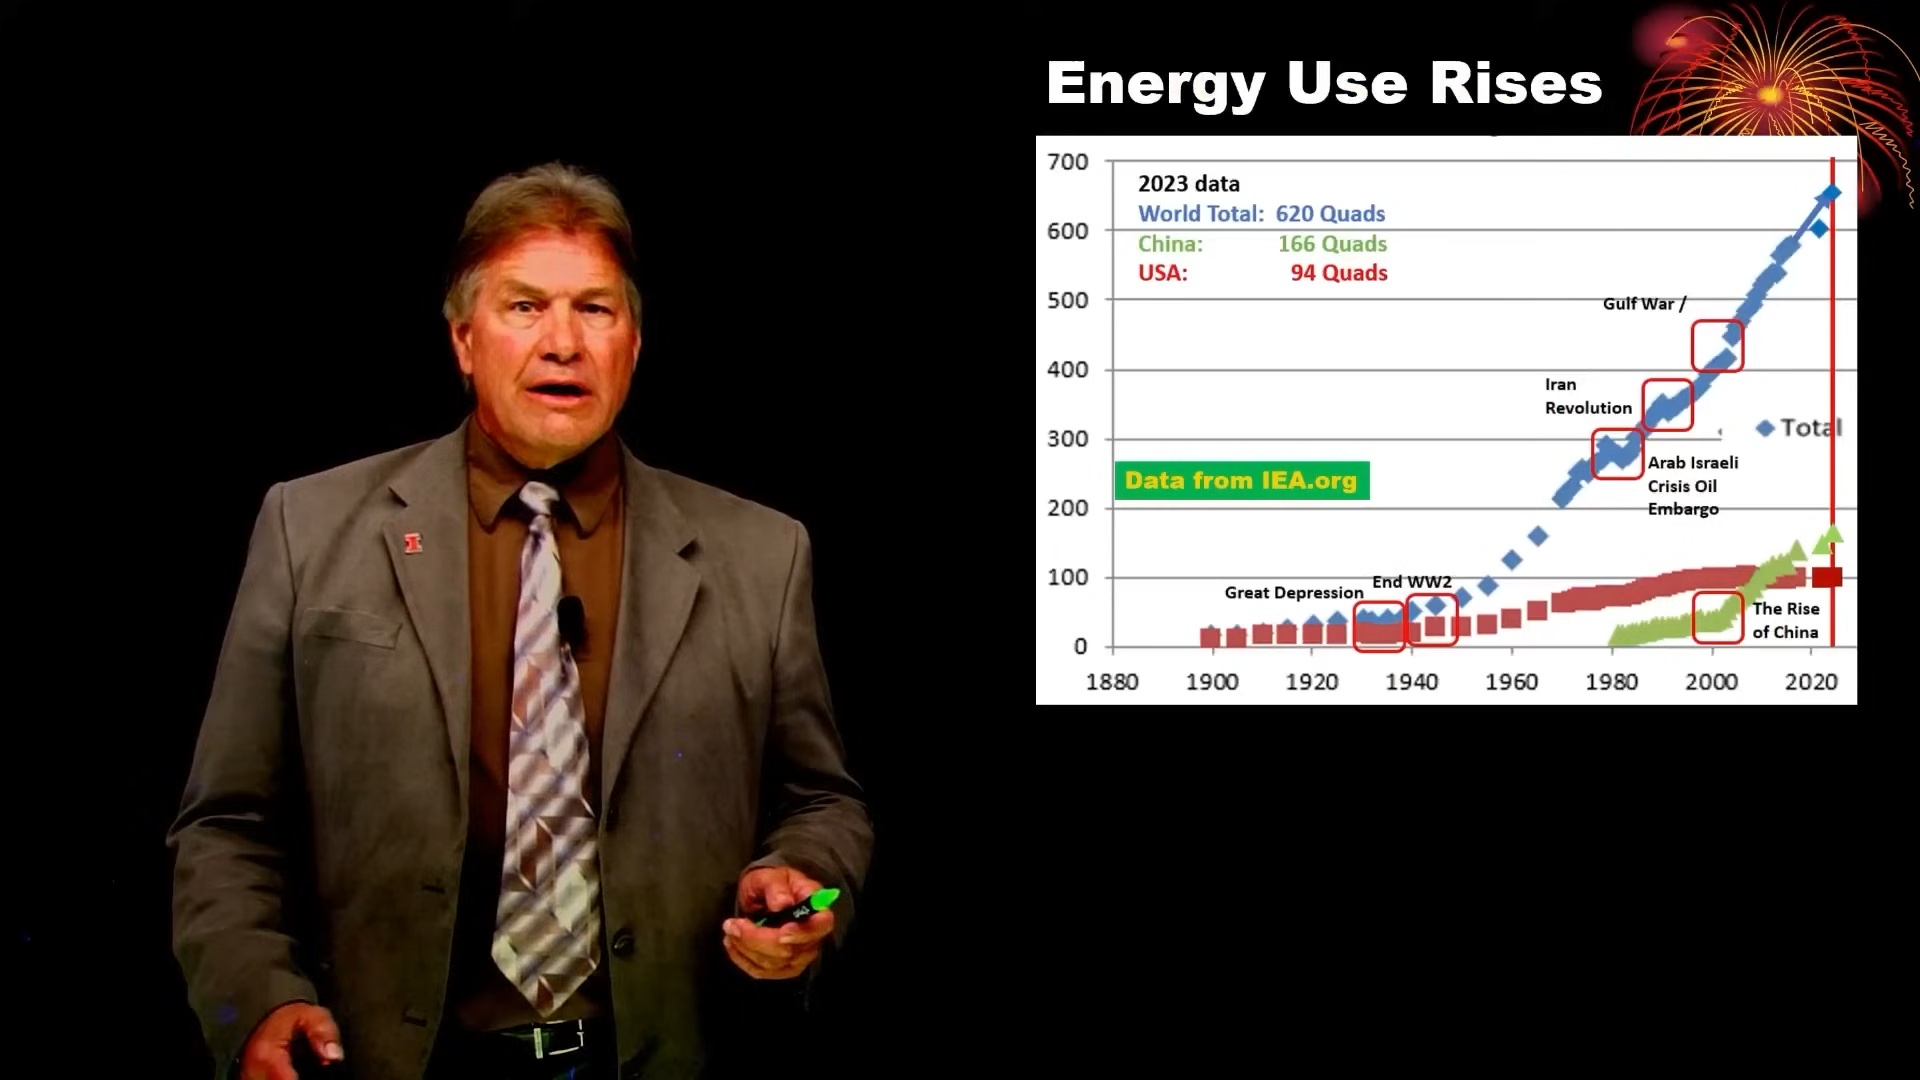 Energy Use Rises
700
2023 data
World Total: 620 Quads
China: 166 Quads
USA: 94 Quads
600
500
Gulf War /
400
Iran
Revolution
Total
300
Arab Israeli
Crisis Oil
Embargo
Data from IEA.org
200
100
End WW2
Great Depression
The Rise
of China
0
1880 1900 1920 1940 1960 1980 2000 2020
I